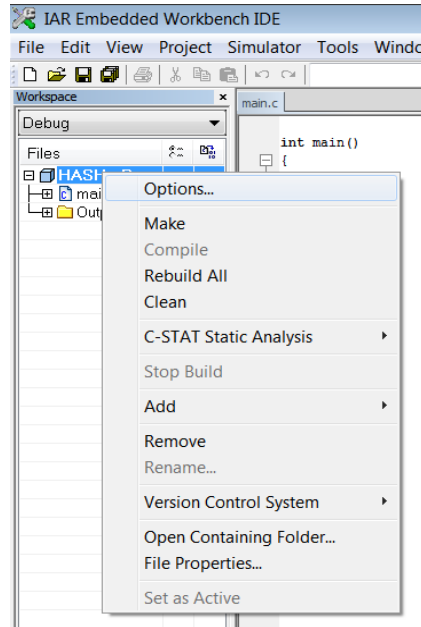 IAR Embedded Workbench IDE
File Edit View Project Simulator Tools
Workspace
main.c
Debug
Files
int main()
{
HASH
Options...
Make
Compile
Rebuild All
Clean
C-STAT Static Analysis
Stop Build
Add
Remove
Rename...
Version Control System
Open Containing Folder...
File Properties...
Set as Active